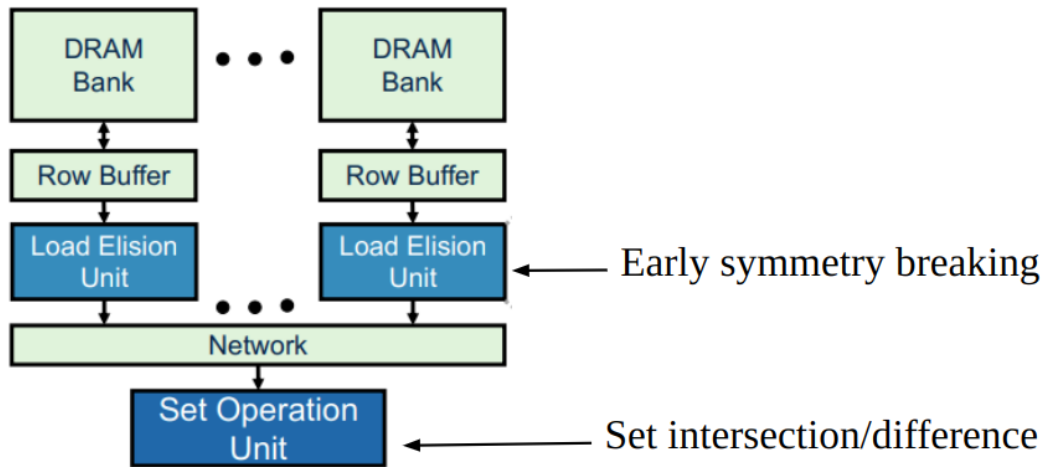 DRAM
Bank
DRAM
Bank
Row Buffer
Row Buffer
Load Elision
Unit
Load Elision
Unit
Early symmetry breaking
Network
Set Operation
Unit
Set intersection/difference